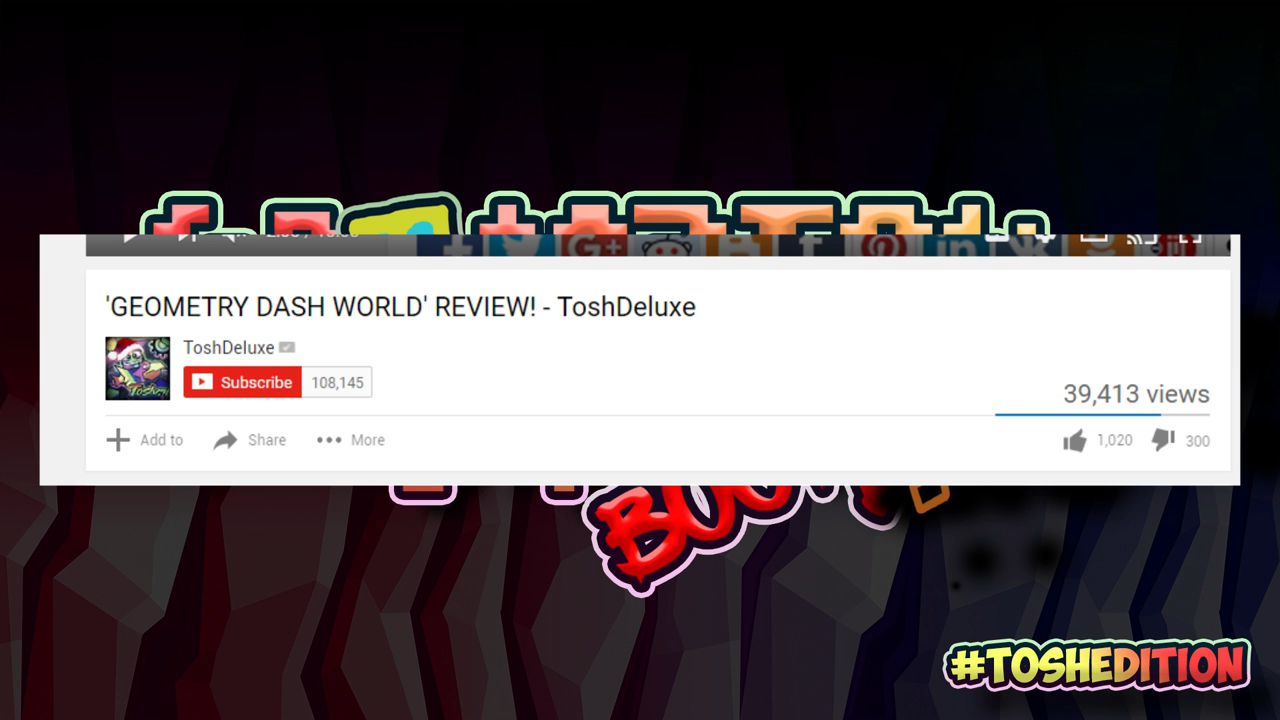 'GEOMETRY DASH WORLD' REVIEW! - ToshDeluxe
ToshDeluxe
Subscribe 108,145
39,413 views
Add to Share More
1,020 300
#TOSHEDITION